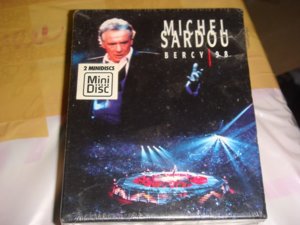 MICHEL
SARDOU
BERCY 98
2 MINIDISCS
Mini
Disc